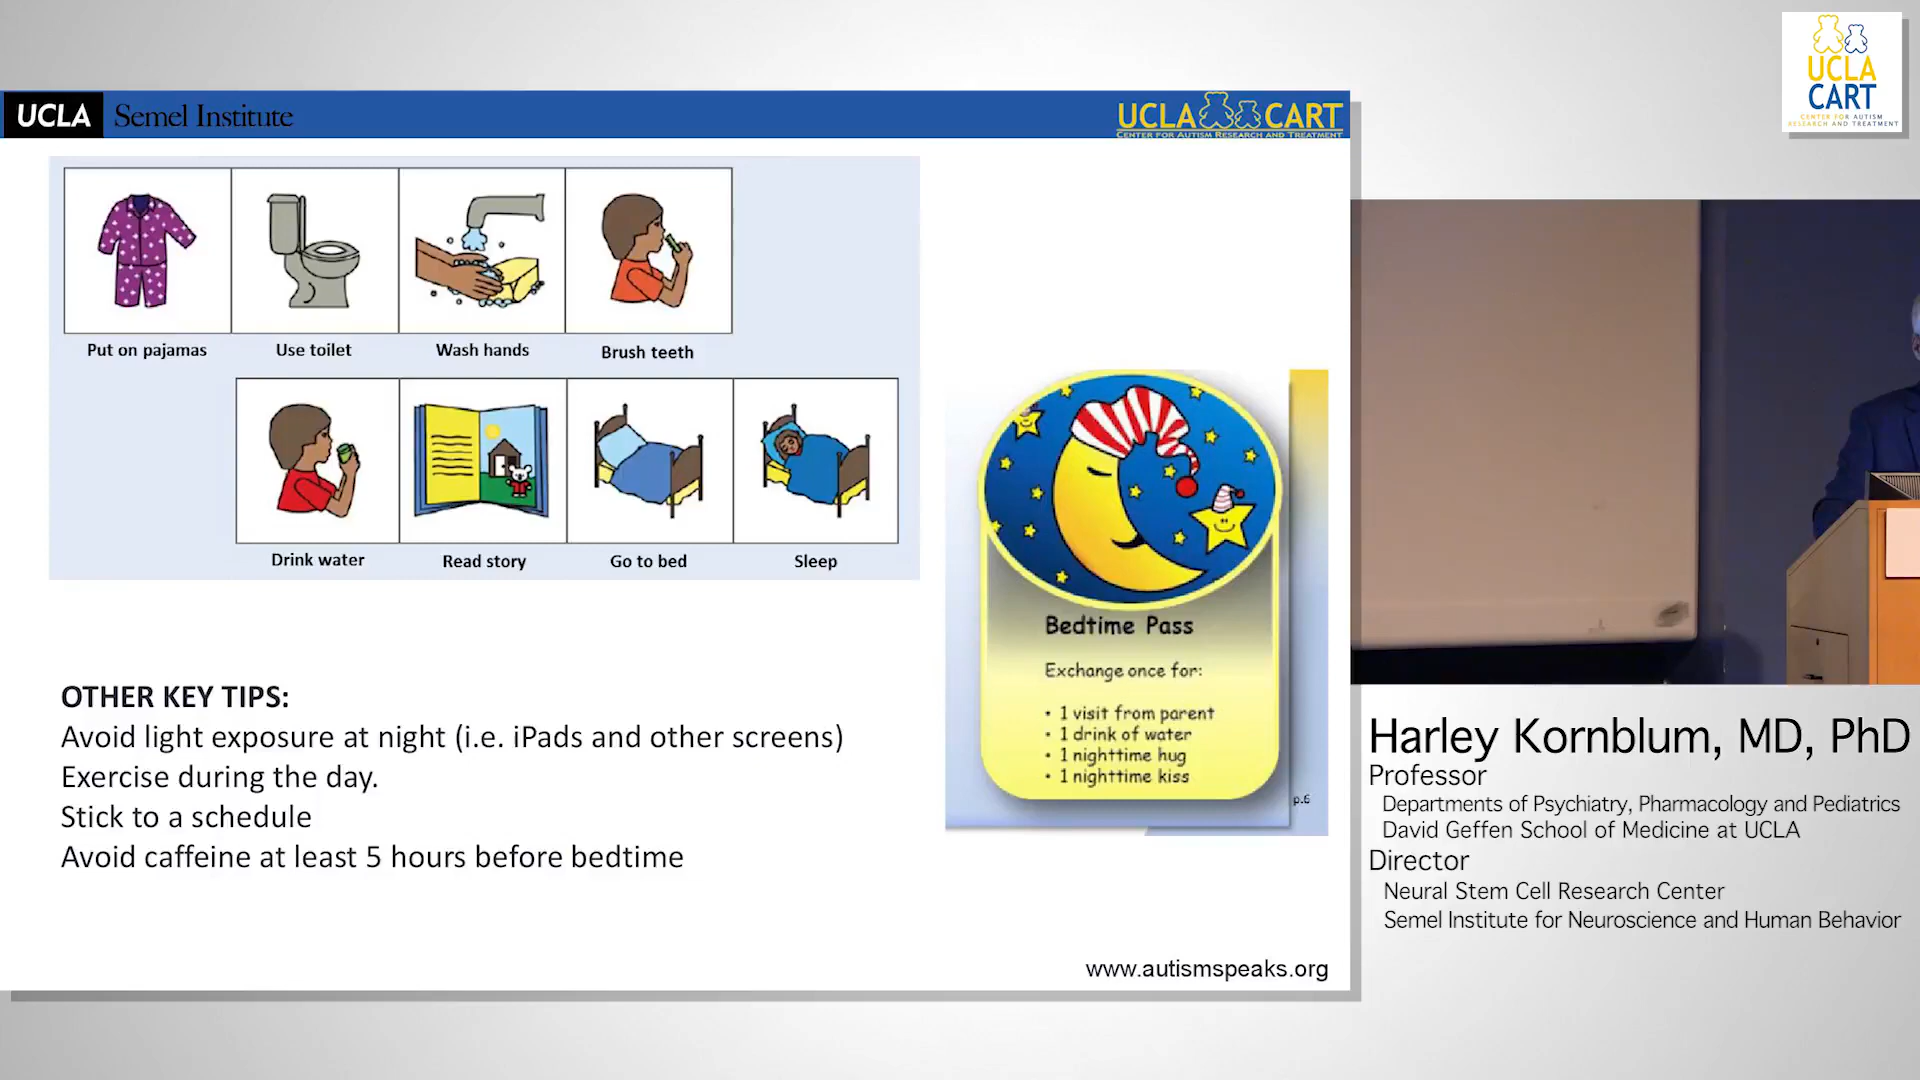 UCLA Semel Institute
UCLA CART
CENTER FOR AUTISM RESEARCH AND TREATMENT
UCLA
CART
CENTER FOR AUTISM
RESEARCH AND TREATMENT
Put on pajamas
Use toilet
Wash hands
Brush teeth
Drink water
Read story
Go to bed
Sleep
Bedtime Pass
Exchange once for:
• 1 visit from parent
• 1 drink of water
• 1 nighttime hug
• 1 nighttime kiss
p.6
OTHER KEY TIPS:
Avoid light exposure at night (i.e. iPads and other screens)
Exercise during the day.
Stick to a schedule
Avoid caffeine at least 5 hours before bedtime
www.autismspeaks.org
Harley Kornblum, MD, PhD
Professor
Departments of Psychiatry, Pharmacology and Pediatrics
David Geffen School of Medicine at UCLA
Director
Neural Stem Cell Research Center
Semel Institute for Neuroscience and Human Behavior